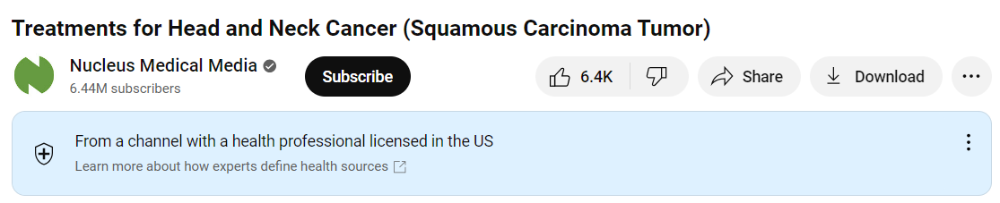 Treatments for Head and Neck Cancer (Squamous Carcinoma Tumor)
Nucleus Medical Media
6.44M subscribers
Subscribe
6.4K
Share
Download
From a channel with a health professional licensed in the US
Learn more about how experts define health sources